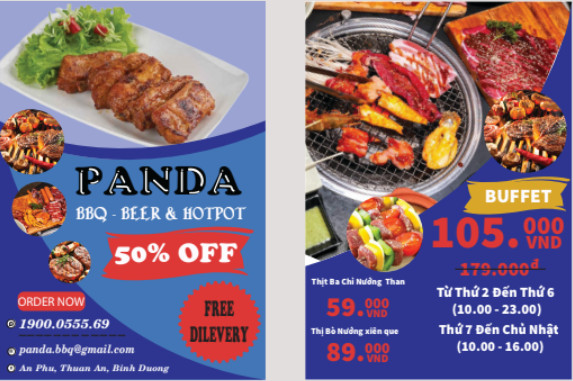 PANDA
BBQ - BEER & HOTPOT
50% OFF
ORDER NOW
1900.0555.69
panda.bbq@gmail.com
An Phu, Thuan An, Binh Duong
FREE
DILEVERY
BUFFET
105.000
VND
179.000đ
Từ Thứ 2 Đến Thứ 6
(10.00 - 23.00)
Thứ 7 Đến Chủ Nhật
(10.00 - 16.00)
Thịt Ba Chỉ Nướng Than
59.000
VND
Thị Bò Nướng xiên que
89.000
VND